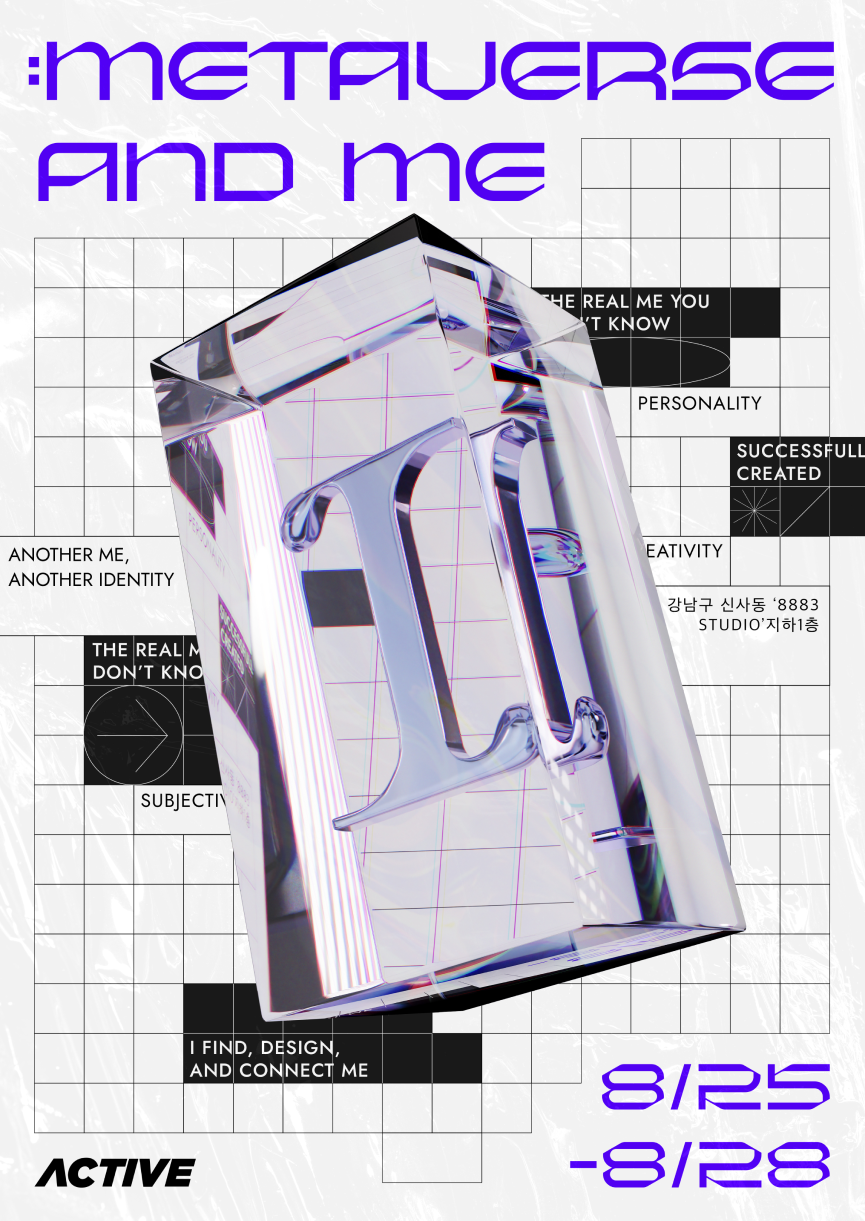 :METAVERSE
AND ME
THE REAL ME YOU
'T KNOW
PERSONALITY
SUCCESSFULL
CREATED
ANOTHER ME,
ANOTHER IDENTITY
EATIVITY
강남구 신사동 ‘8883
STUDIO’지하1층
THE REAL M
DON’T KNO
SUBJECTIV
I FIND, DESIGN,
AND CONNECT ME
8/25
-8/28
ACTIVE